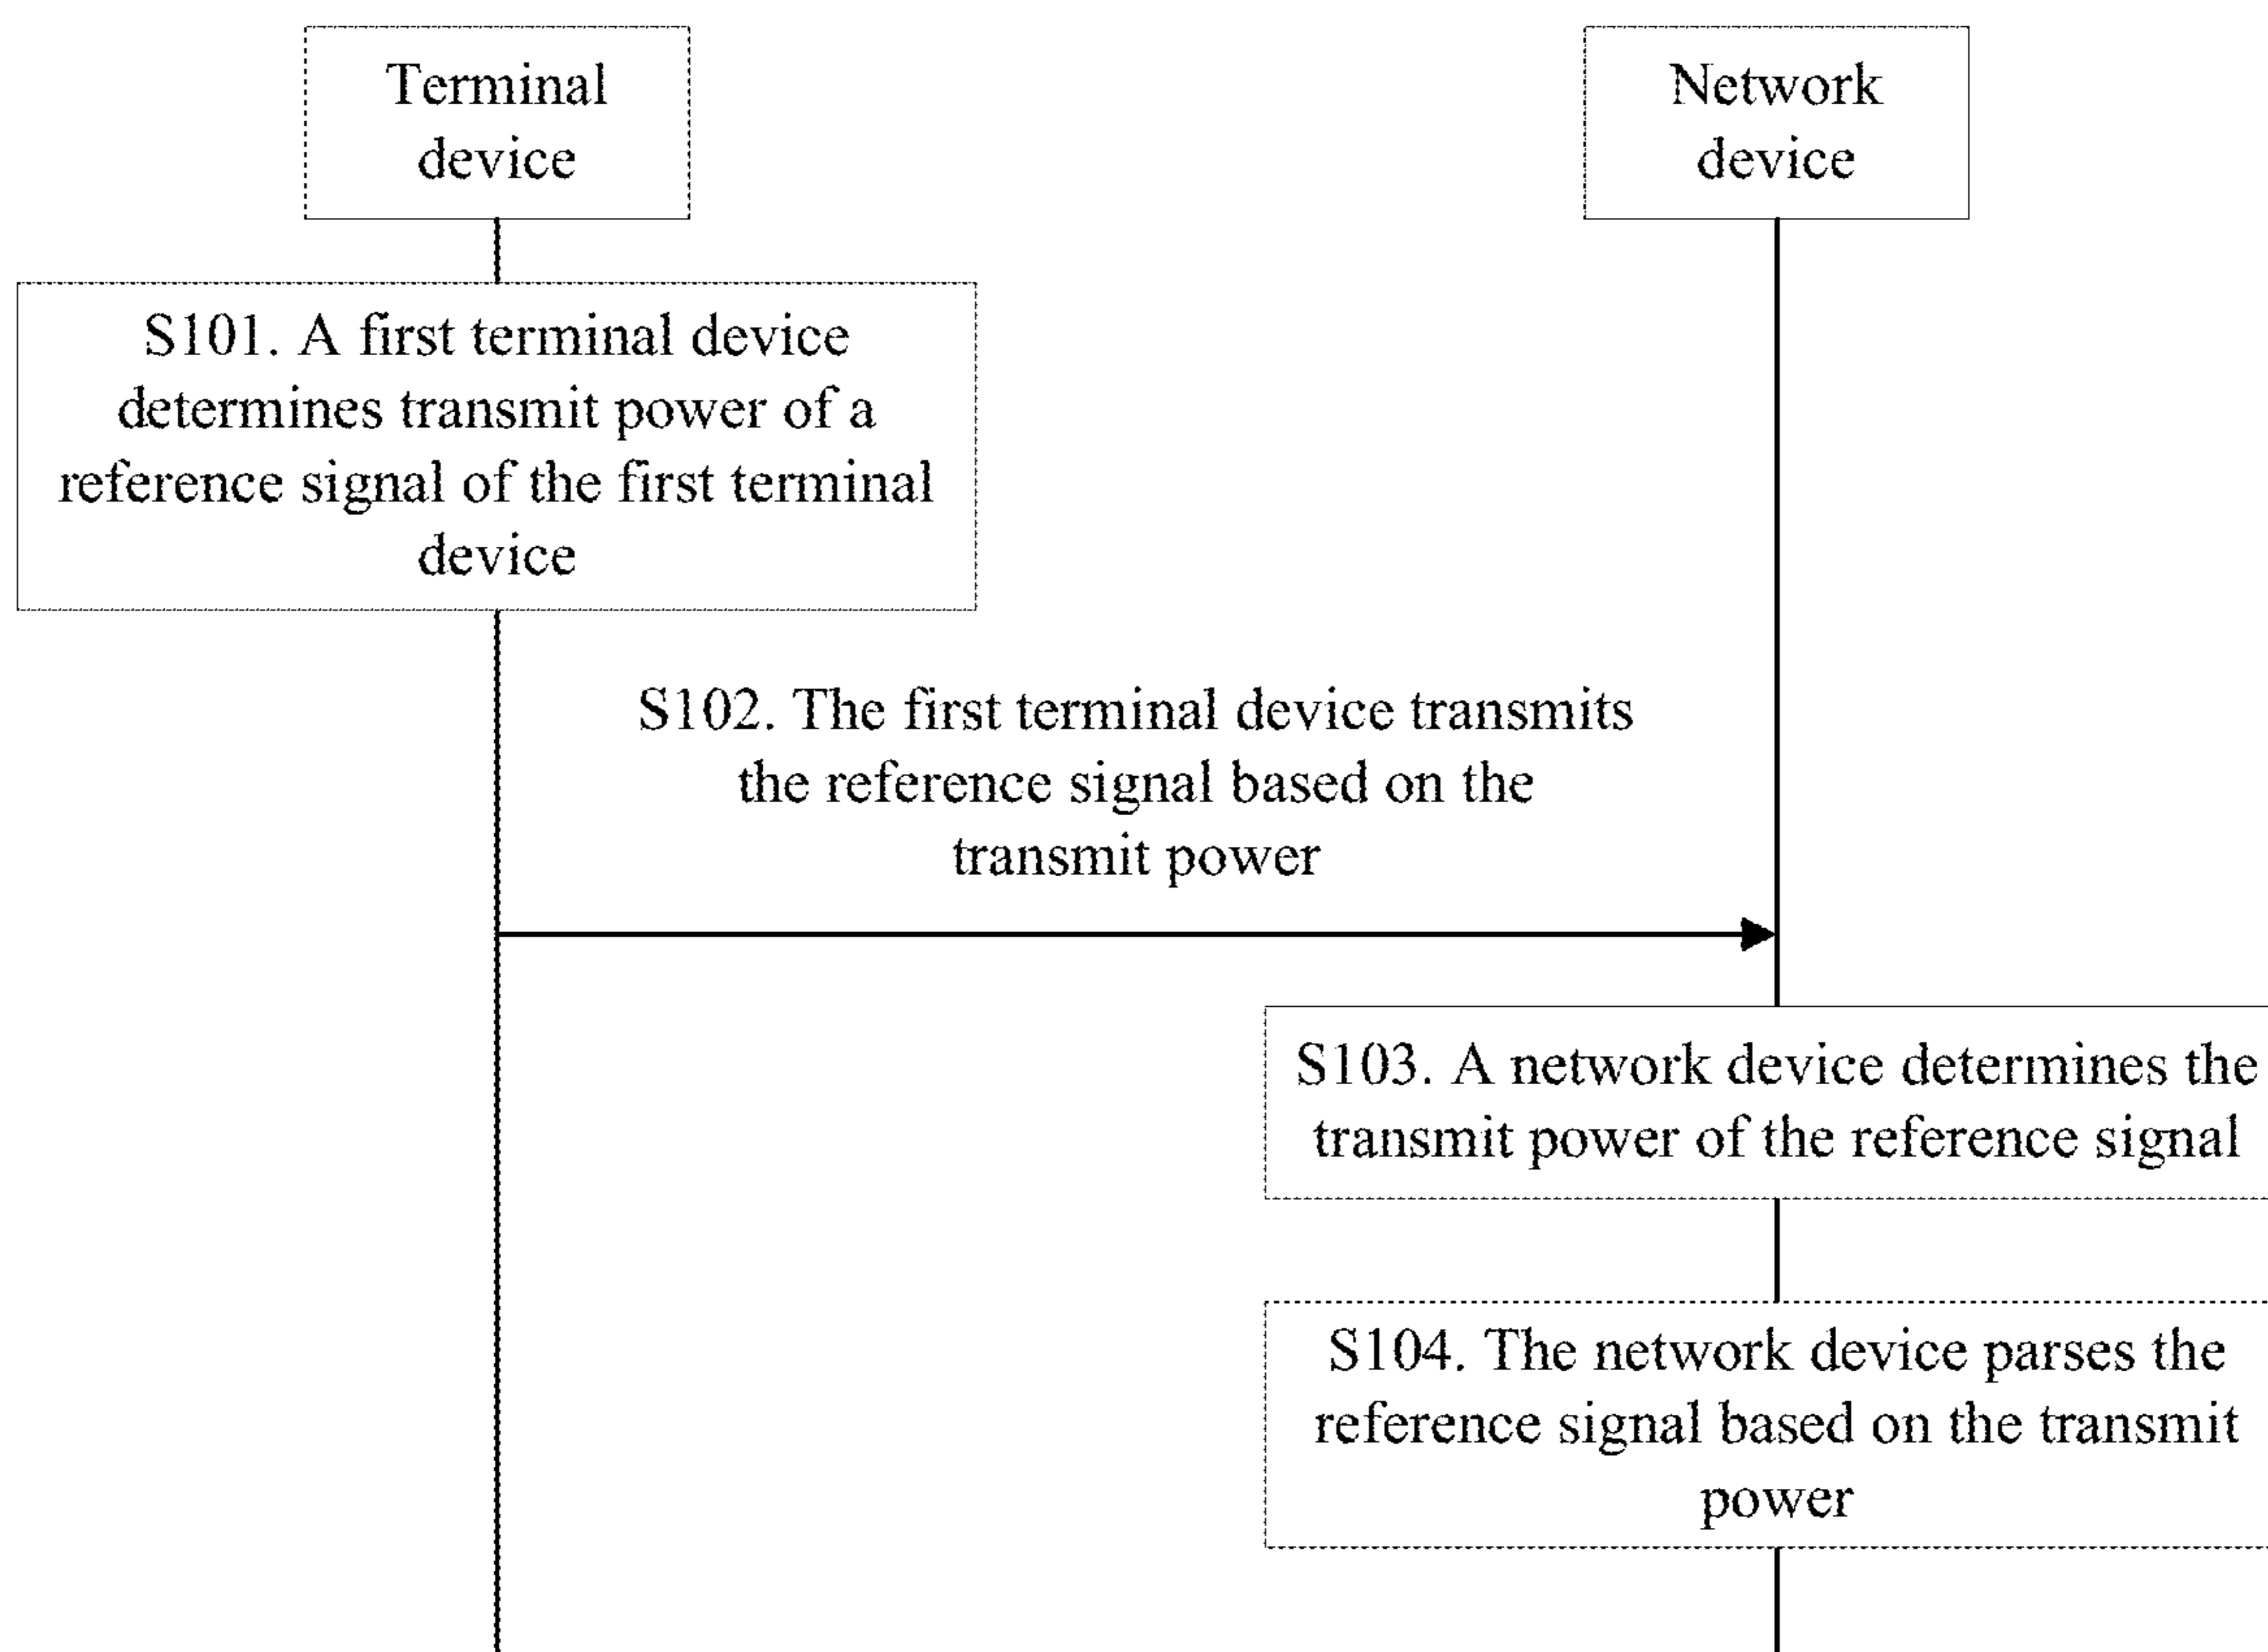 Terminal
device
Network
device
S101. A first terminal device
determines transmit power of a
reference signal of the first terminal
device
S102. The first terminal device transmits
the reference signal based on the
transmit power
S103. A network device determines the
transmit power of the reference signal
S104. The network device parses the
reference signal based on the transmit
power